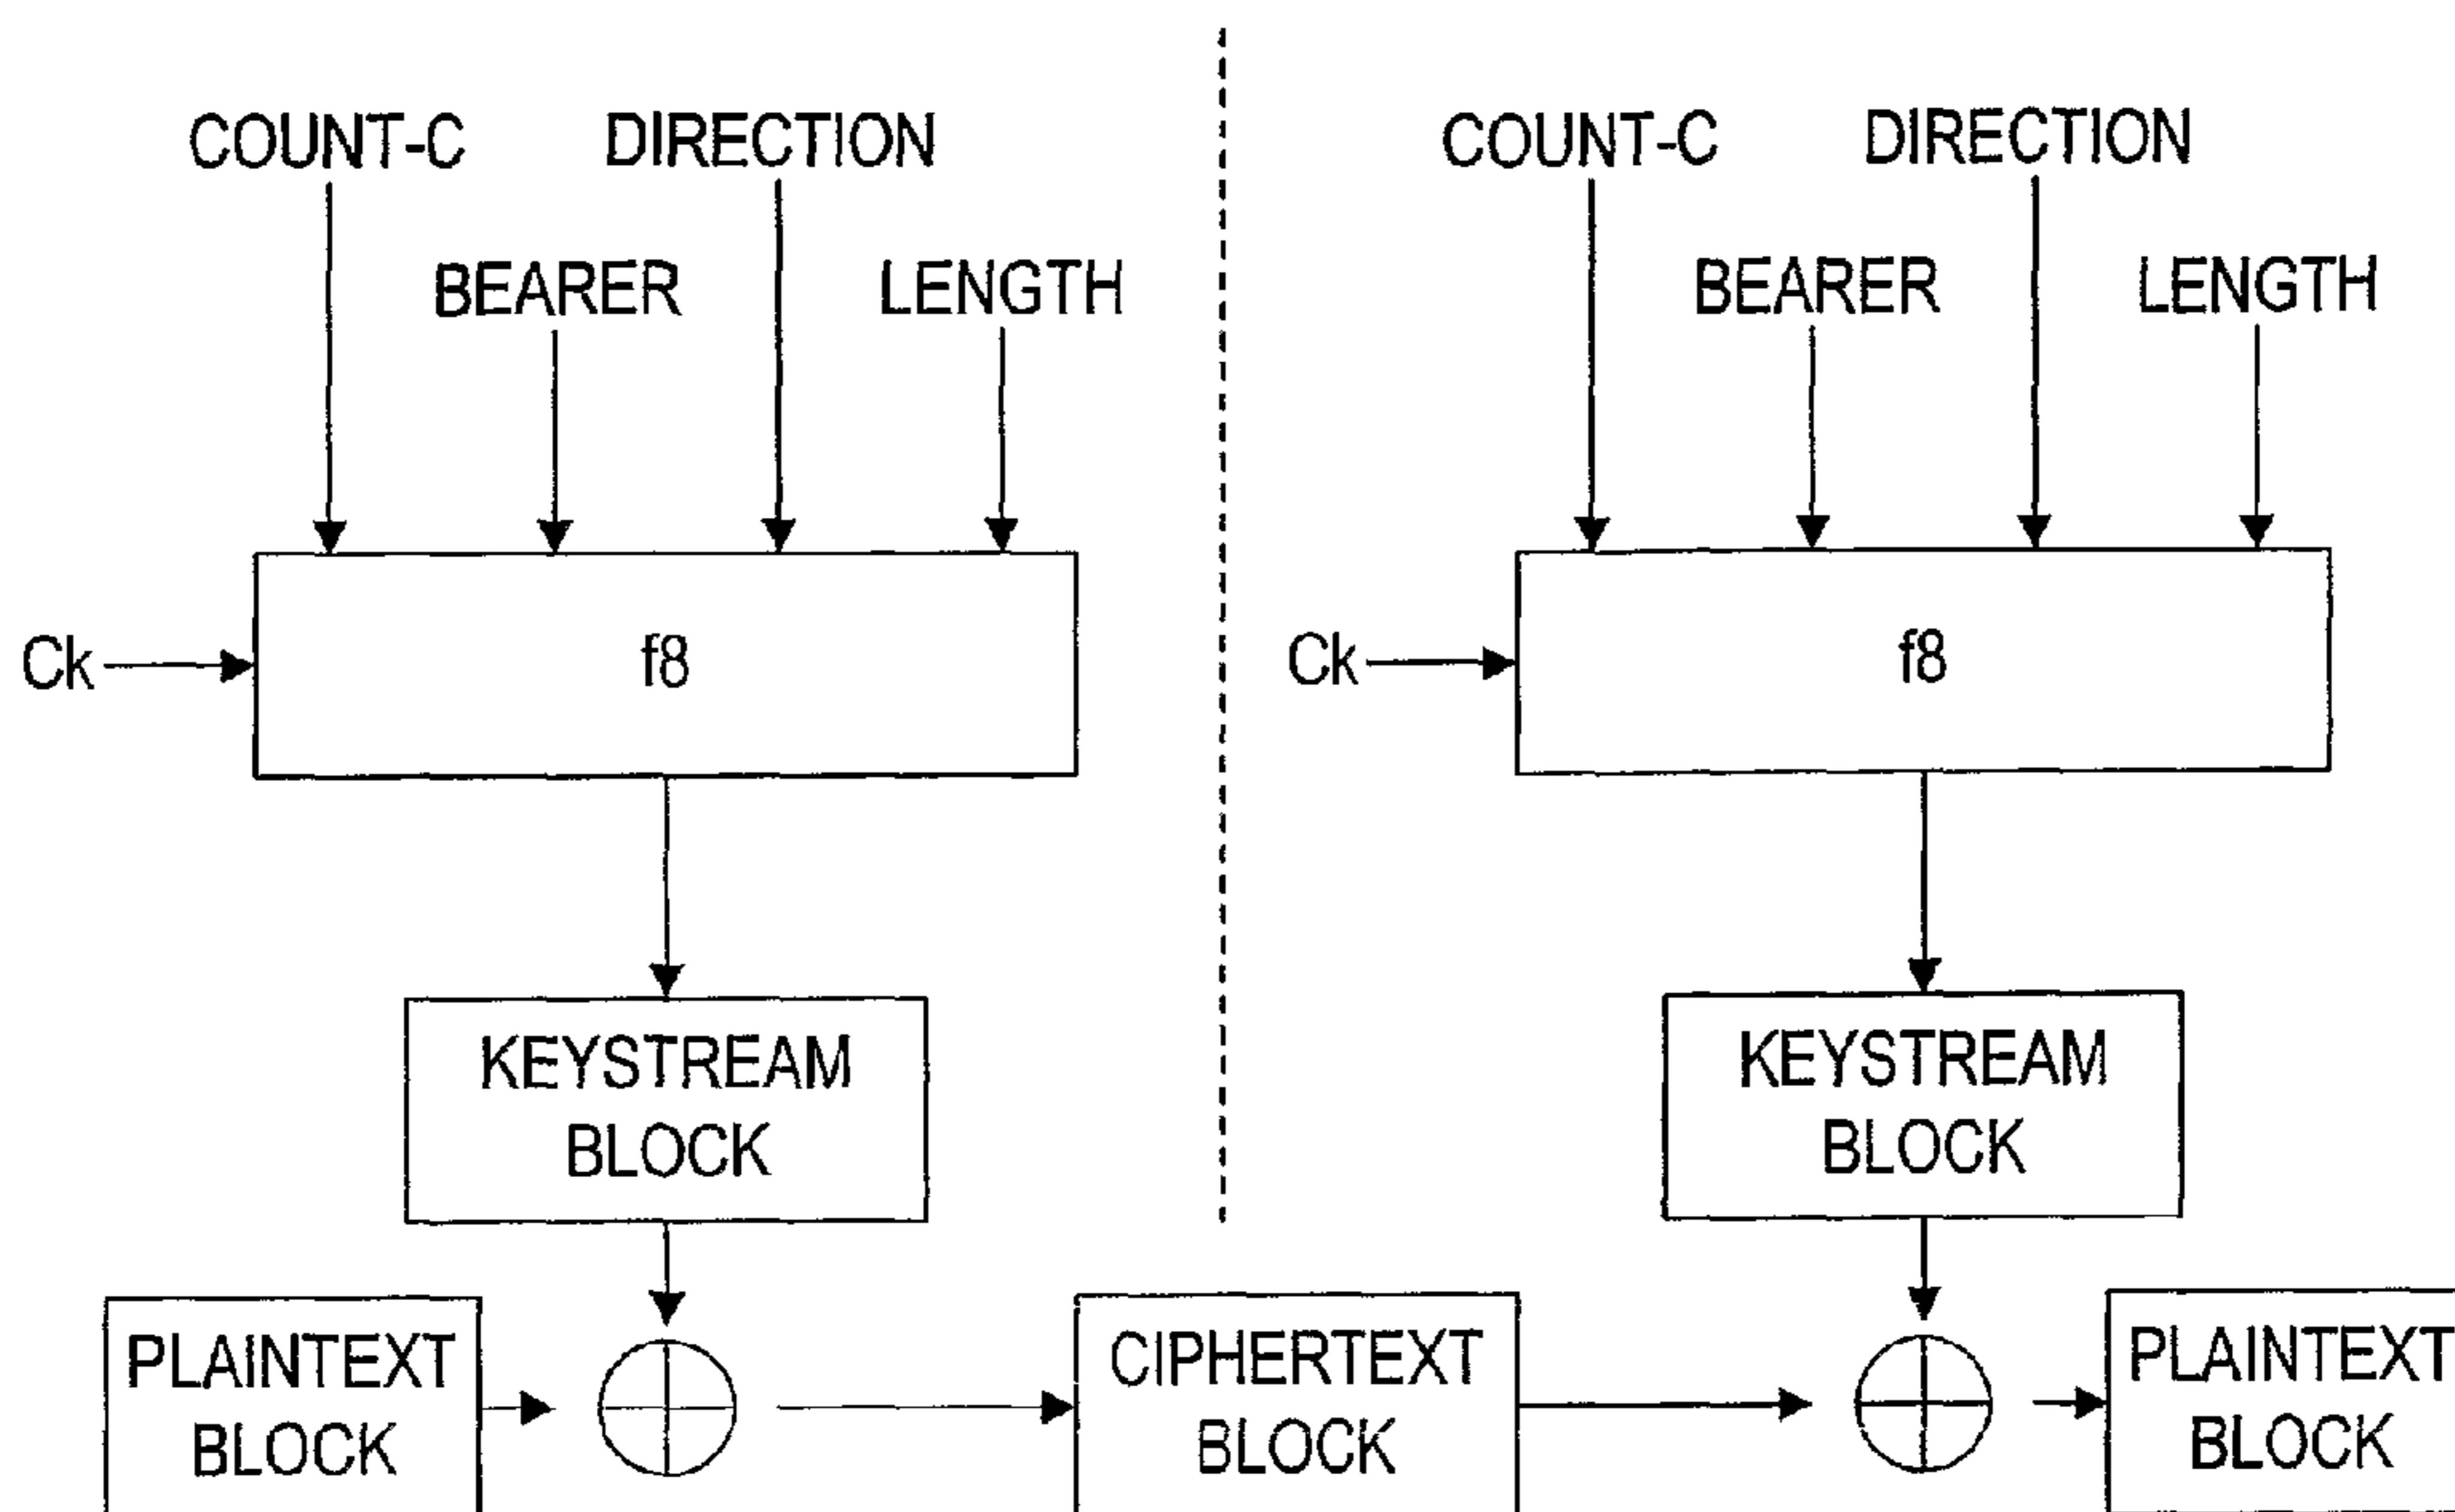 COUNT-C DIRECTION
BEARER LENGTH
Ck f8
KEYSTREAM
BLOCK
PLAINTEXT
BLOCK
CIPHERTEXT
BLOCK
COUNT-C DIRECTION
BEARER LENGTH
Ck f8
KEYSTREAM
BLOCK
PLAINTEXT
BLOCK